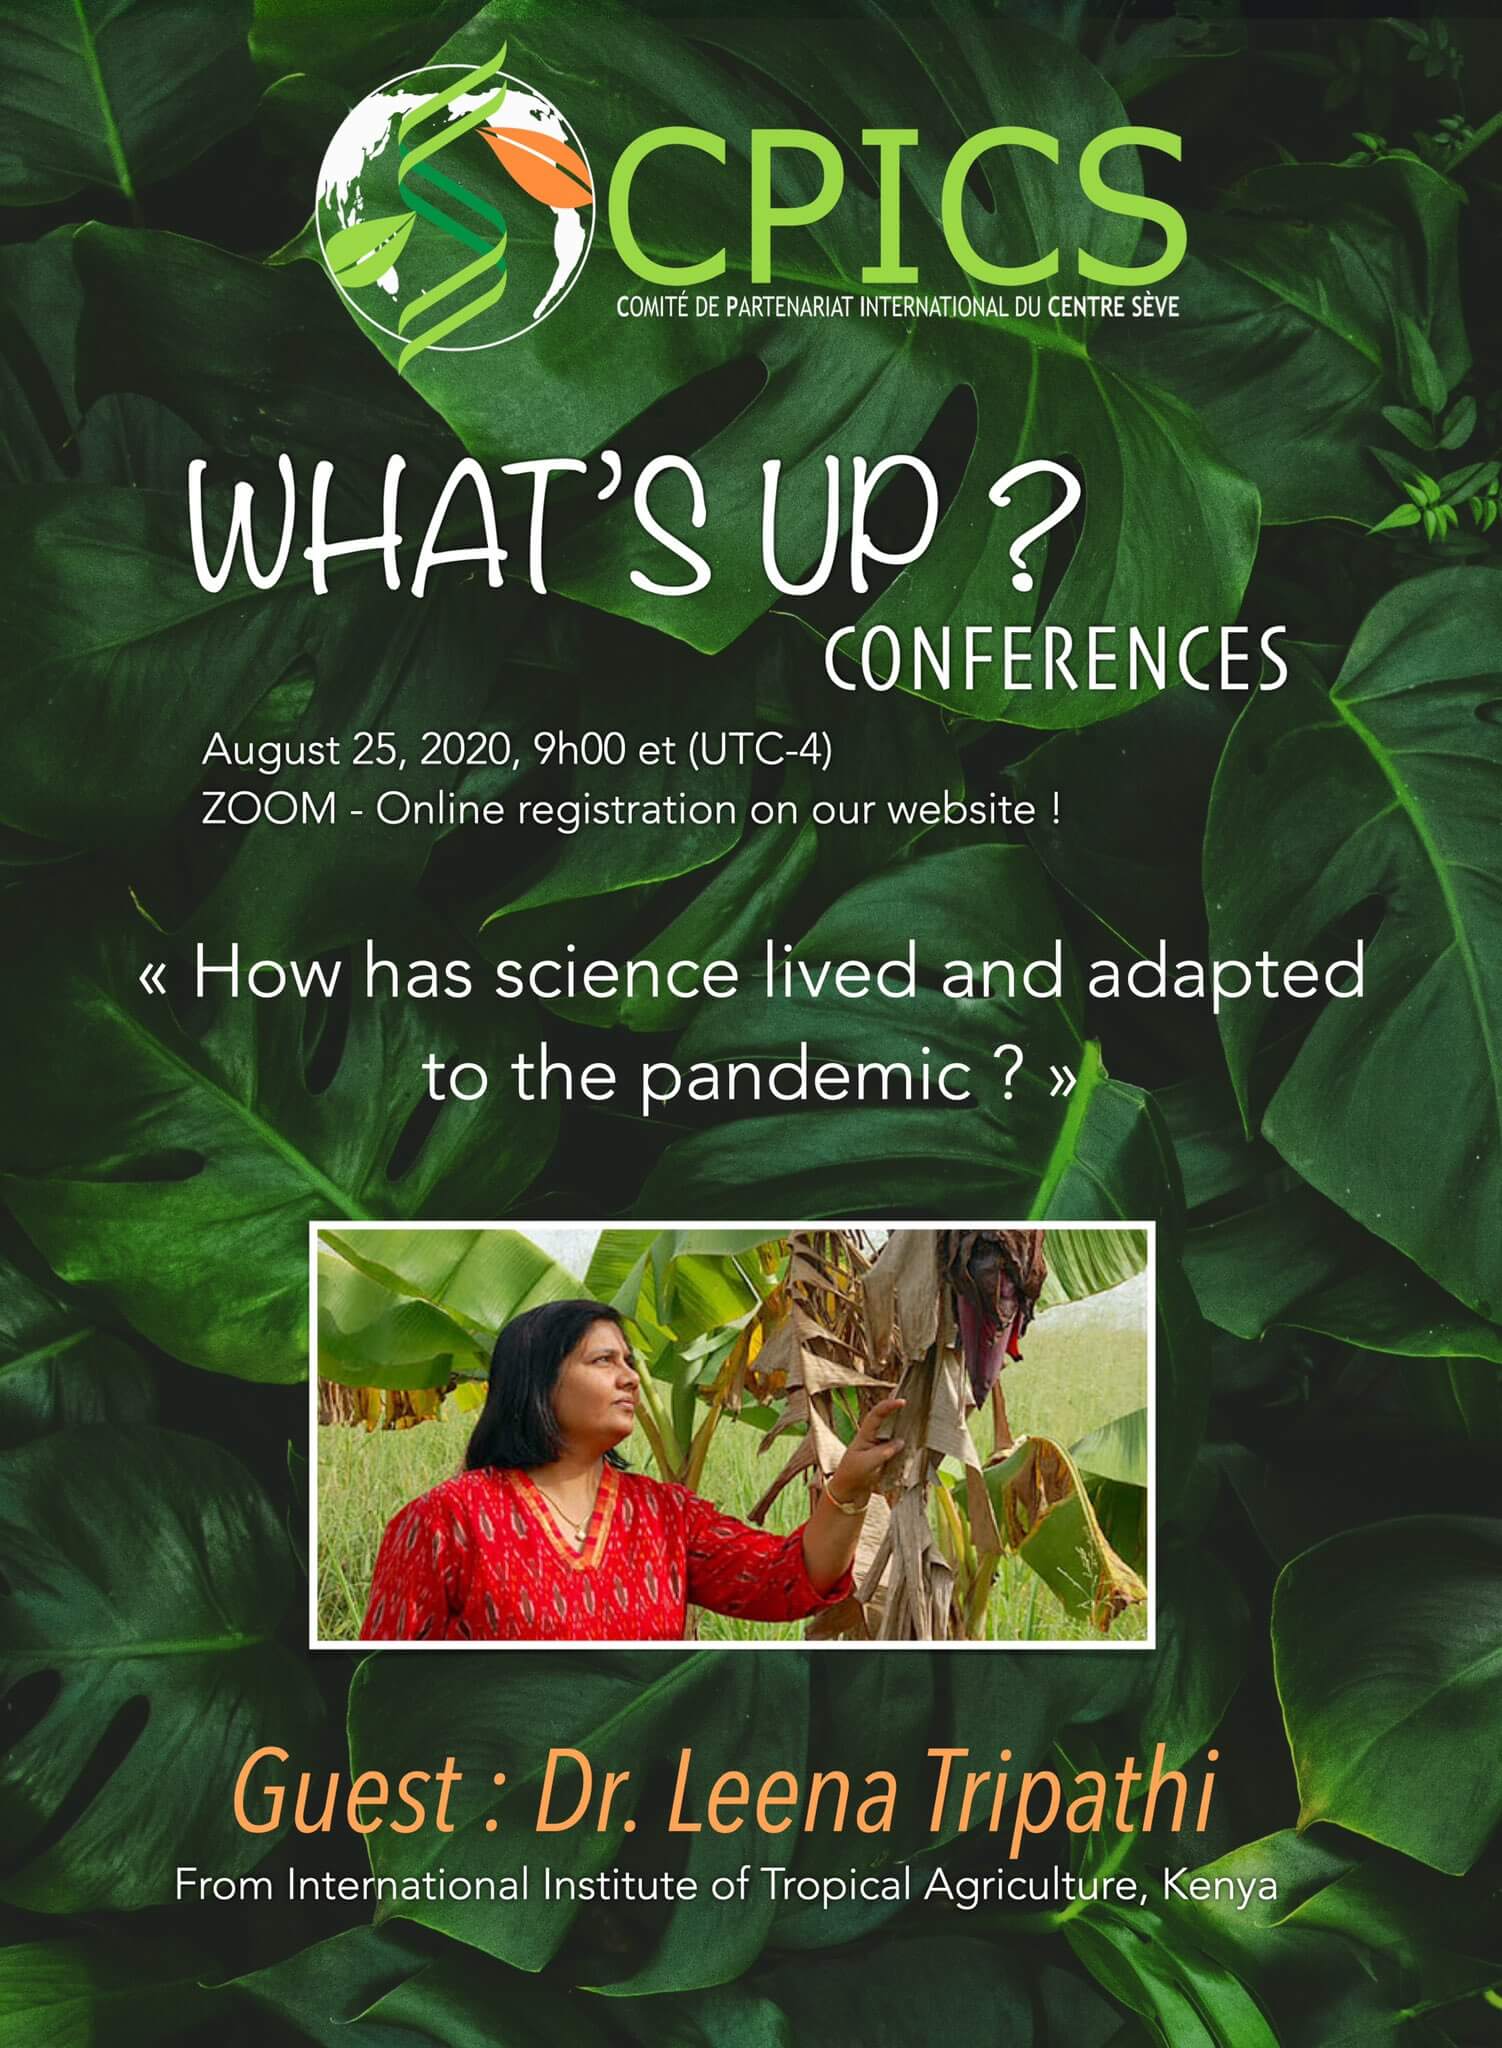 CPICS
COMITÉ DE PARTENARIAT INTERNATIONAL DU CENTRE SÈVE
WHAT'S UP ?
CONFERENCES
August 25, 2020, 9h00 et (UTC-4)
ZOOM - Online registration on our website !
« How has science lived and adapted
to the pandemic ? »
Guest : Dr. Leena Tripathi
From International Institute of Tropical Agriculture, Kenya